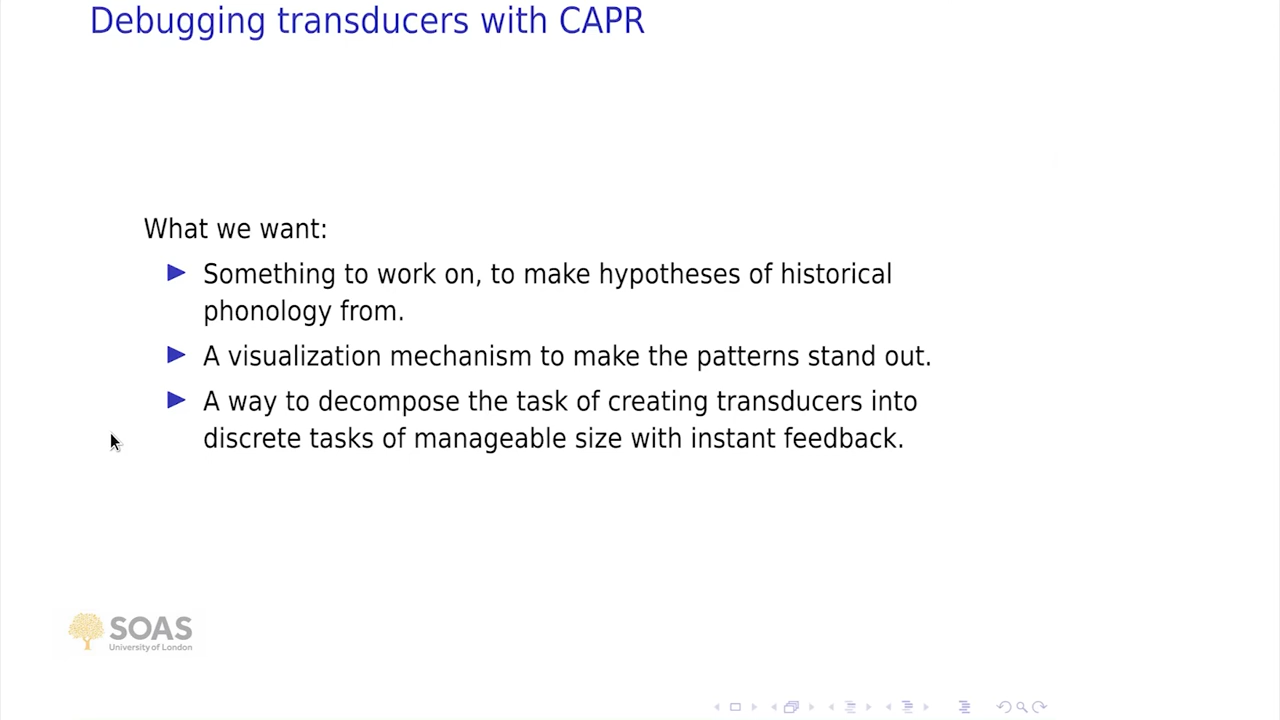 Debugging transducers with CAPR
What we want:
Something to work on, to make hypotheses of historical
phonology from.
A visualization mechanism to make the patterns stand out.
A way to decompose the task of creating transducers into
discrete tasks of manageable size with instant feedback.
SOAS
University of London